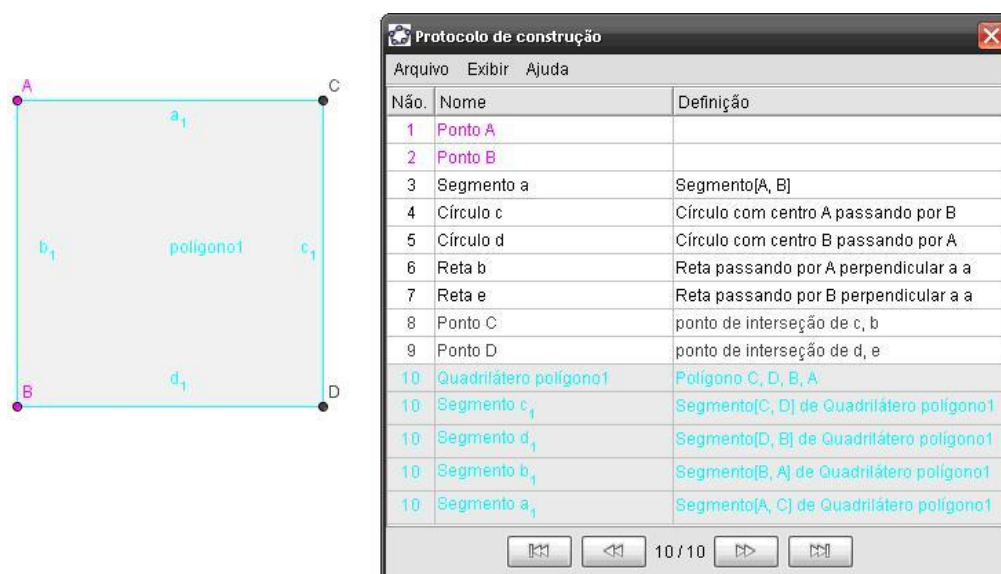 A
C
a1
b1
polígono1
c1
d1
B
D
Protocolo de construção
Arquivo Exibir Ajuda
Não. Nome Definição
1 Ponto A
2 Ponto B
3 Segmento a Segmento[A, B]
4 Círculo c Círculo com centro A passando por B
5 Círculo d Círculo com centro B passando por A
6 Reta b Reta passando por A perpendicular a a
7 Reta e Reta passando por B perpendicular a a
8 Ponto C ponto de interseção de c, b
9 Ponto D ponto de interseção de d, e
10 Quadrilátero polígono1 Polígono C, D, B, A
10 Segmento c1 Segmento[C, D] de Quadrilátero polígono1
10 Segmento d1 Segmento[D, B] de Quadrilátero polígono1
10 Segmento b1 Segmento[B, A] de Quadrilátero polígono1
10 Segmento a1 Segmento[A, C] de Quadrilátero polígono1
10 / 10